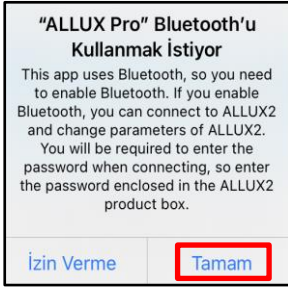 “ALLUX Pro” Bluetooth’u
Kullanmak İstiyor
This app uses Bluetooth, so you need
to enable Bluetooth. If you enable
Bluetooth, you can connect to ALLUX2
and change parameters of ALLUX2.
You will be required to enter the
password when connecting, so enter
the password enclosed in the ALLUX2
product box.
İzin Verme
Tamam